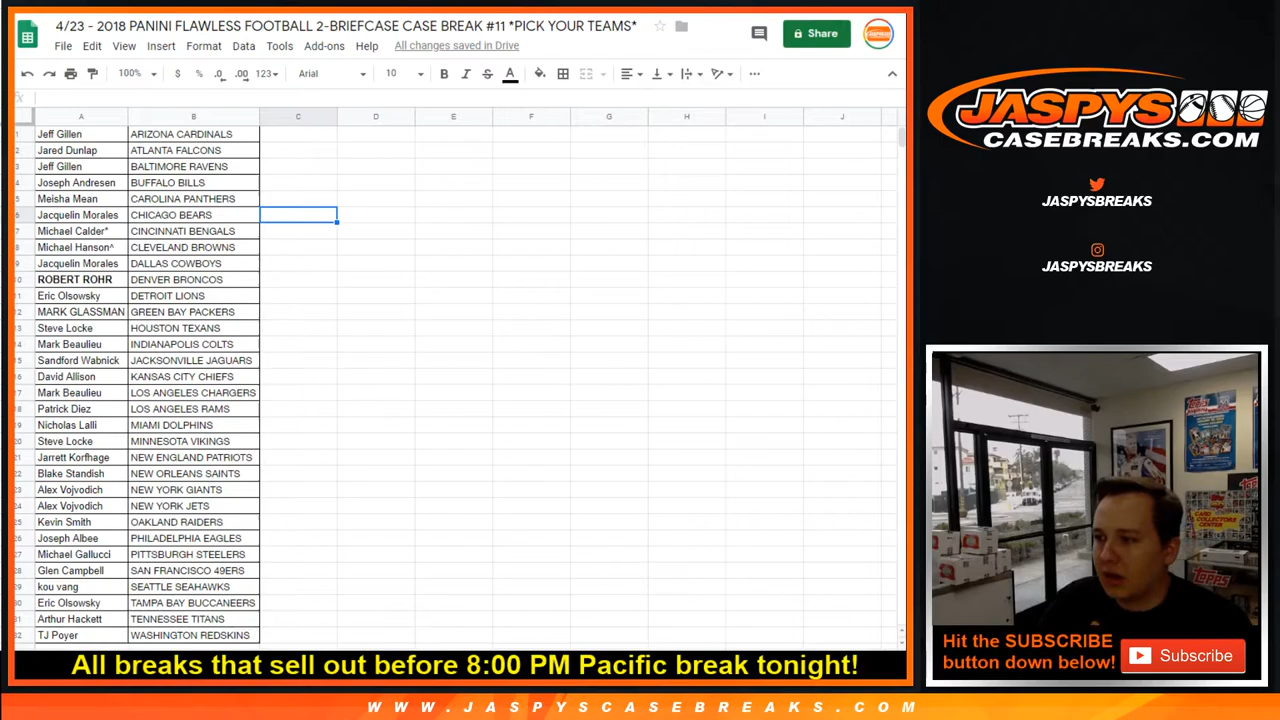 4/23 - 2018 PANINI FLAWLESS FOOTBALL 2-BRIEFCASE CASE BREAK #11 *PICK YOUR TEAMS*
Share
File Edit View Insert Format Data Tools Add-ons Help All changes saved in Drive
100% $ % .0 .00 123 Arial 10 B I S A
fx
A B C D E F G H I J
1 Jeff Gillen ARIZONA CARDINALS
2 Jared Dunlap ATLANTA FALCONS
3 Jeff Gillen BALTIMORE RAVENS
4 Joseph Andresen BUFFALO BILLS
5 Meisha Mean CAROLINA PANTHERS
6 Jacquelin Morales CHICAGO BEARS
7 Michael Calder* CINCINNATI BENGALS
8 Michael Hanson^ CLEVELAND BROWNS
9 Jacquelin Morales DALLAS COWBOYS
10 ROBERT ROHR DENVER BRONCOS
11 Eric Olsowsky DETROIT LIONS
12 MARK GLASSMAN GREEN BAY PACKERS
13 Steve Locke HOUSTON TEXANS
14 Mark Beaulieu INDIANAPOLIS COLTS
15 Sandford Wabnick JACKSONVILLE JAGUARS
16 David Allison KANSAS CITY CHIEFS
17 Mark Beaulieu LOS ANGELES CHARGERS
18 Patrick Diez LOS ANGELES RAMS
19 Nicholas Lalli MIAMI DOLPHINS
20 Steve Locke MINNESOTA VIKINGS
21 Jarrett Korfhage NEW ENGLAND PATRIOTS
22 Blake Standish NEW ORLEANS SAINTS
23 Alex Vojvodich NEW YORK GIANTS
24 Alex Vojvodich NEW YORK JETS
25 Kevin Smith OAKLAND RAIDERS
26 Joseph Albee PHILADELPHIA EAGLES
27 Michael Gallucci PITTSBURGH STEELERS
28 Glen Campbell SAN FRANCISCO 49ERS
29 kou vang SEATTLE SEAHAWKS
30 Eric Olsowsky TAMPA BAY BUCCANEERS
31 Arthur Hackett TENNESSEE TITANS
32 TJ Poyer WASHINGTON REDSKINS
JASPYS
CASEBREAKS.COM
JASPYSBREAKS
JASPYSBREAKS
Topps
CARD COLLECTORS CENTER
Topps
Hit the SUBSCRIBE
button down below!
Subscribe
All breaks that sell out before 8:00 PM Pacific break tonight!
WWW.JASPYSCASEBREAKS.COM